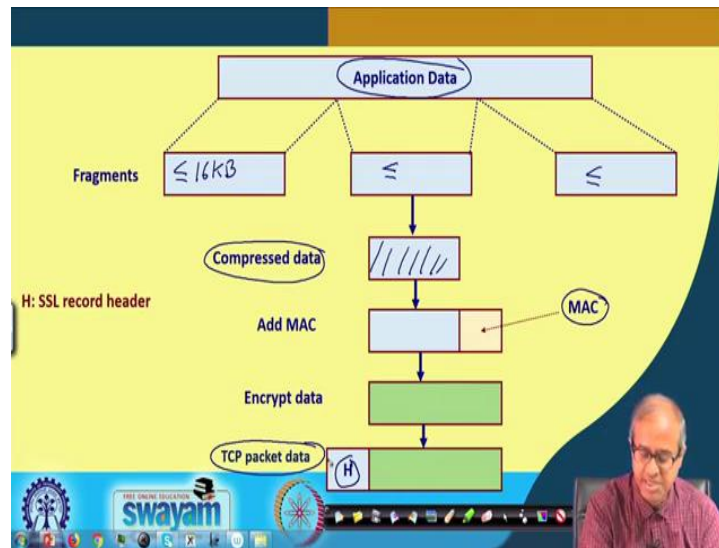 Application Data
Fragments
≤ 16KB
≤
≤
Compressed data
H: SSL record header
Add MAC
MAC
Encrypt data
TCP packet data
H
FREE ONLINE EDUCATION
swayam